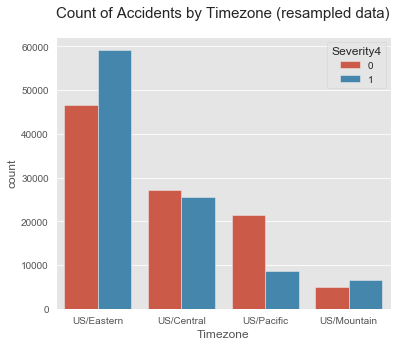 Count of Accidents by Timezone (resampled data)
Severity4
0
1
60000
50000
40000
30000
20000
10000
0
count
US/Eastern US/Central US/Pacific US/Mountain
Timezone